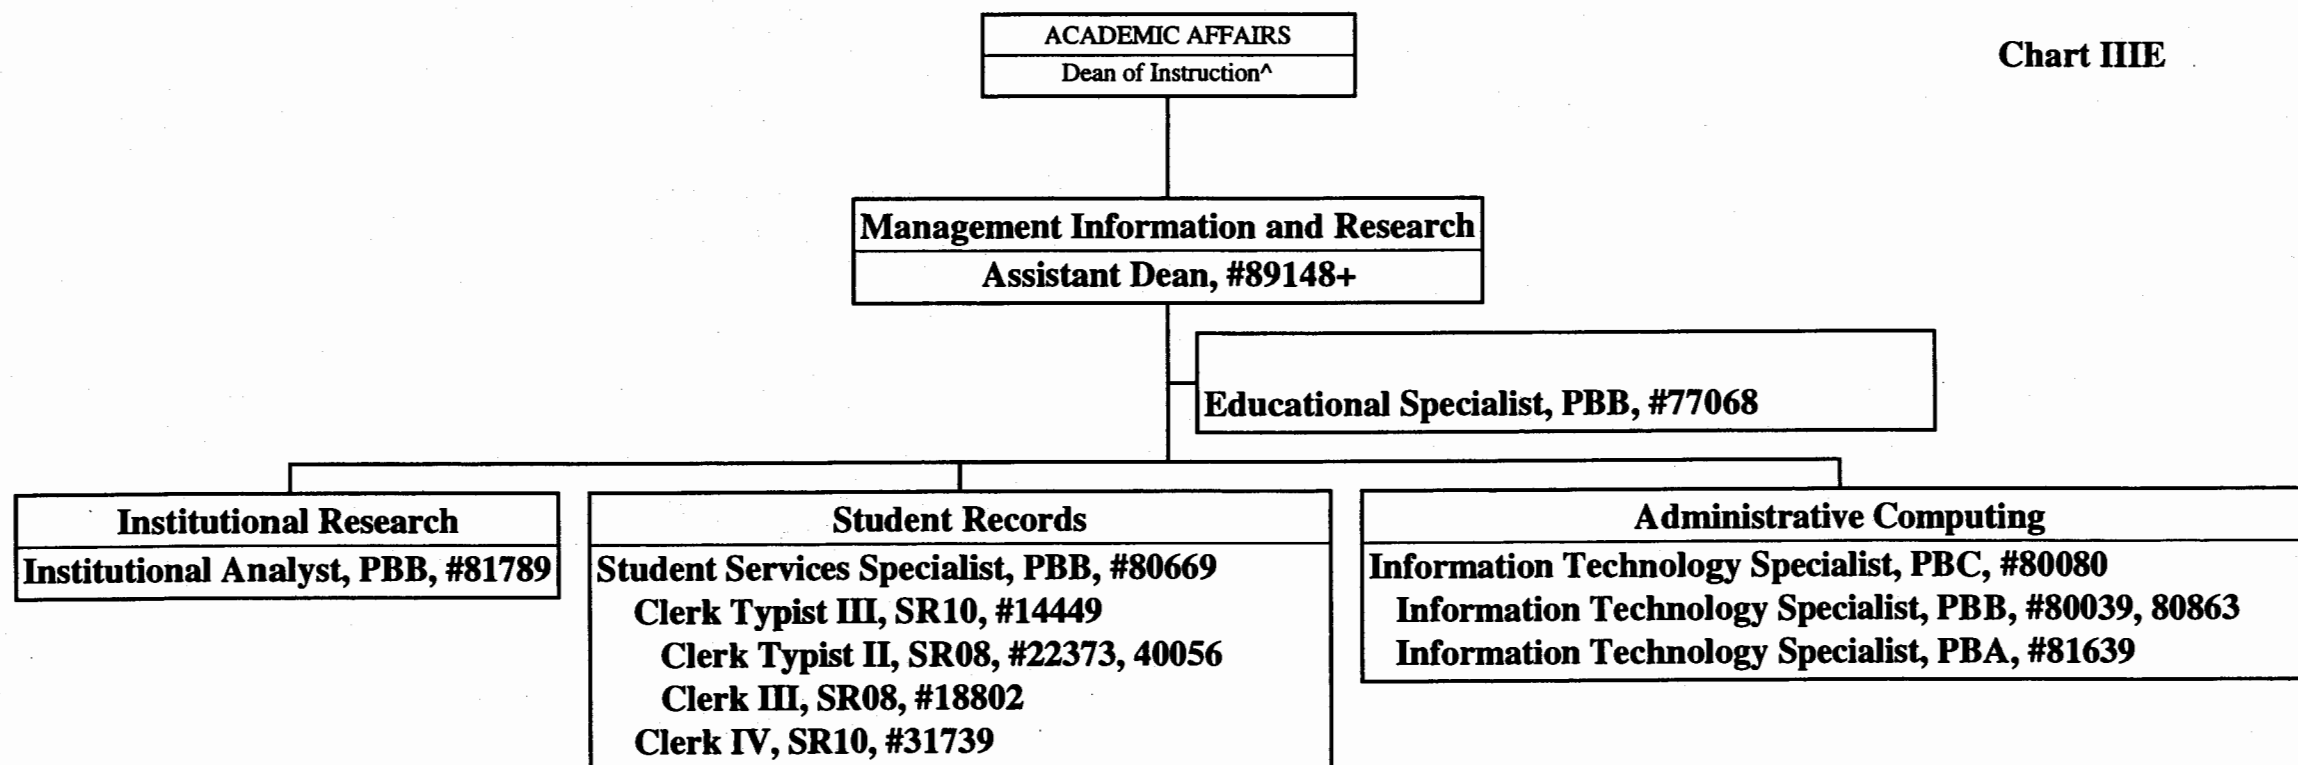 ACADEMIC AFFAIRS
Dean of Instruction^
Chart IIIE
Management Information and Research
Assistant Dean, #89148+
Educational Specialist, PBB, #77068
Institutional Research
Institutional Analyst, PBB, #81789
Student Records
Student Services Specialist, PBB, #80669
Clerk Typist III, SR10, #14449
Clerk Typist II, SR08, #22373, 40056
Clerk III, SR08, #18802
Clerk IV, SR10, #31739
Administrative Computing
Information Technology Specialist, PBC, #80080
Information Technology Specialist, PBB, #80039, 80863
Information Technology Specialist, PBA, #81639